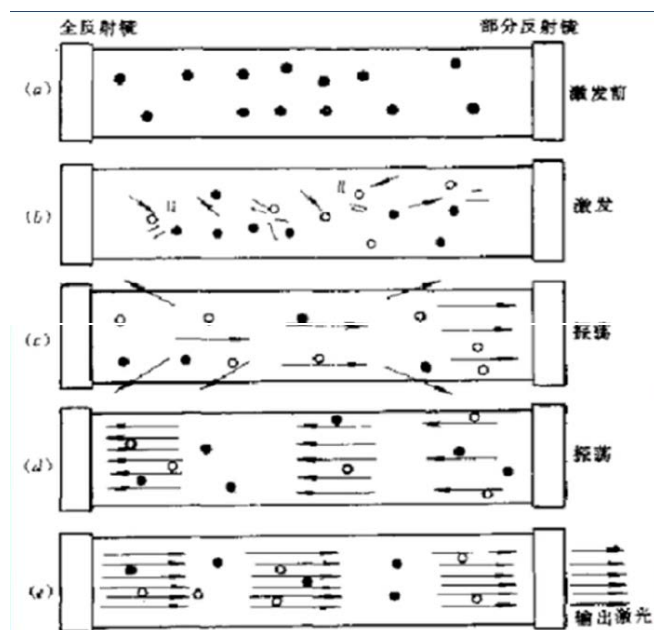 全反射镜 部分反射镜
(a) 激发前
(b) 激发
(c) 振荡
(d) 振荡
(e)
输出激光